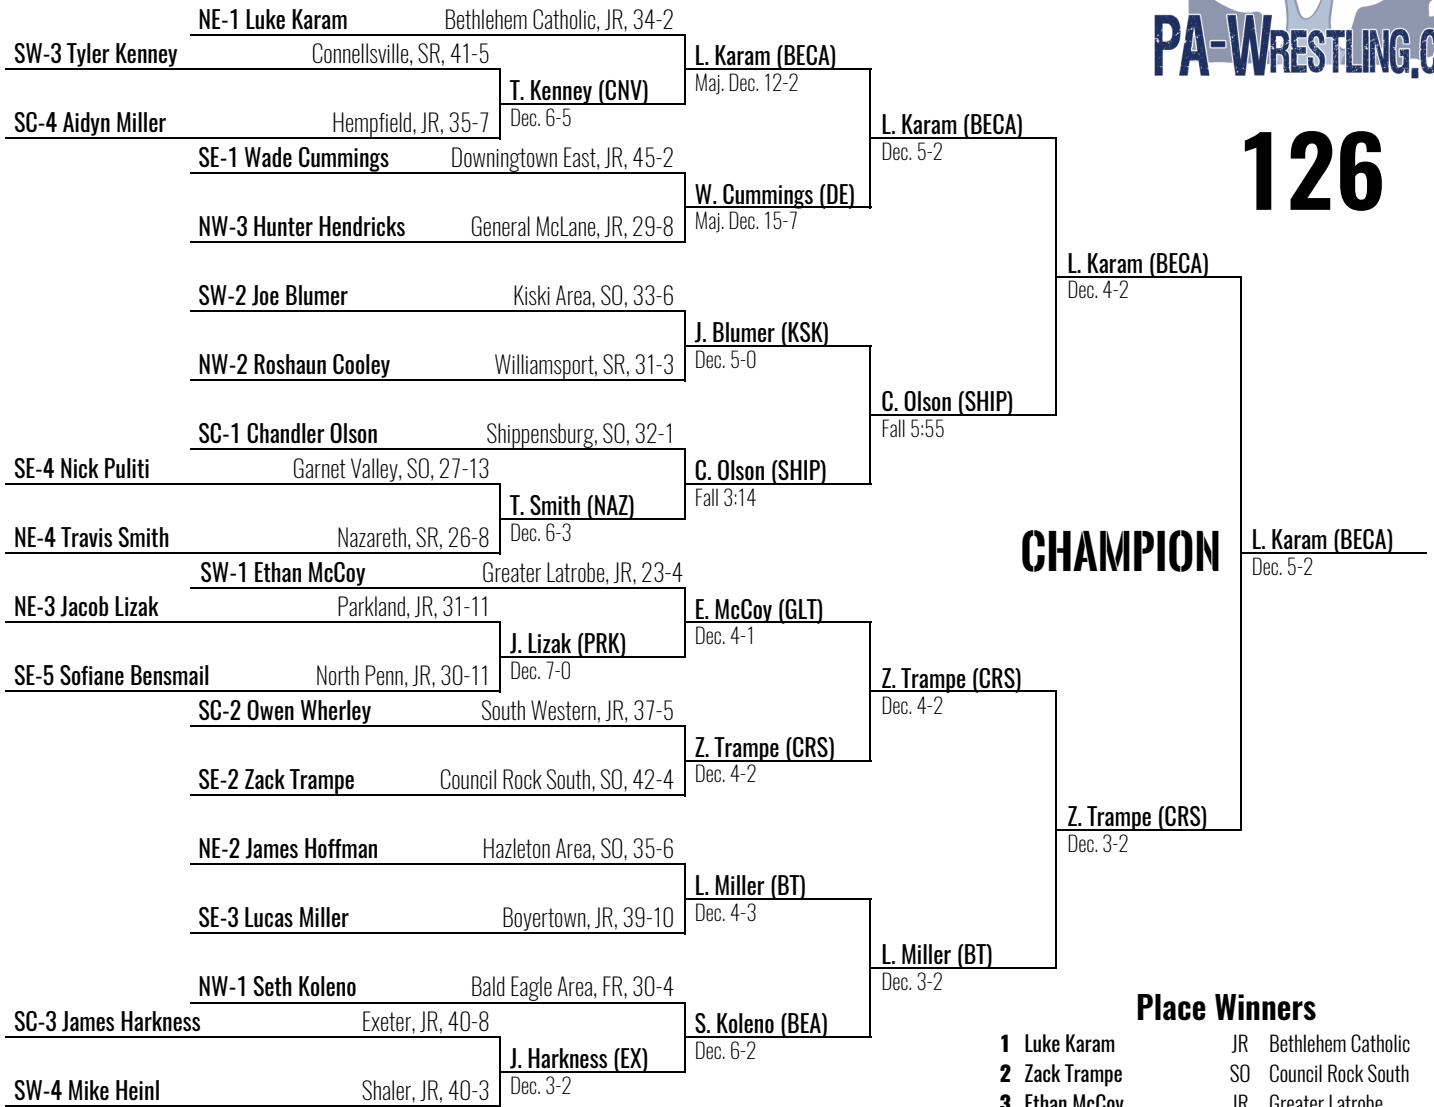 NE-1 Luke Karam Bethlehem Catholic, JR, 34-2
SW-3 Tyler Kenney Connellsville, SR, 41-5
L. Karam (BECA)
Maj. Dec. 12-2
T. Kenney (CNV)
Dec. 6-5
SC-4 Aidyn Miller Hempfield, JR, 35-7
L. Karam (BECA)
Dec. 5-2
SE-1 Wade Cummings Downingtown East, JR, 45-2
W. Cummings (DE)
Maj. Dec. 15-7
NW-3 Hunter Hendricks General McLane, JR, 29-8
PA-WRESTLING.C
126
L. Karam (BECA)
Dec. 4-2
SW-2 Joe Blumer Kiski Area, SO, 33-6
J. Blumer (KSK)
Dec. 5-0
NW-2 Roshaun Cooley Williamsport, SR, 31-3
C. Olson (SHIP)
Fall 5:55
SC-1 Chandler Olson Shippensburg, SO, 32-1
SE-4 Nick Puliti Garnet Valley, SO, 27-13
C. Olson (SHIP)
Fall 3:14
T. Smith (NAZ)
Dec. 6-3
NE-4 Travis Smith Nazareth, SR, 26-8
CHAMPION
L. Karam (BECA)
Dec. 5-2
SW-1 Ethan McCoy Greater Latrobe, JR, 23-4
NE-3 Jacob Lizak Parkland, JR, 31-11
E. McCoy (GLT)
Dec. 4-1
J. Lizak (PRK)
Dec. 7-0
SE-5 Sofiane Bensmail North Penn, JR, 30-11
Z. Trampe (CRS)
Dec. 4-2
SC-2 Owen Wherley South Western, JR, 37-5
Z. Trampe (CRS)
Dec. 4-2
SE-2 Zack Trampe Council Rock South, SO, 42-4
Z. Trampe (CRS)
Dec. 3-2
NE-2 James Hoffman Hazleton Area, SO, 35-6
L. Miller (BT)
Dec. 4-3
SE-3 Lucas Miller Boyertown, JR, 39-10
L. Miller (BT)
Dec. 3-2
NW-1 Seth Koleno Bald Eagle Area, FR, 30-4
SC-3 James Harkness Exeter, JR, 40-8
S. Koleno (BEA)
Dec. 6-2
J. Harkness (EX)
Dec. 3-2
SW-4 Mike Heinl Shaler, JR, 40-3
Place Winners
1 Luke Karam JR Bethlehem Catholic
2 Zack Trampe SO Council Rock South
3 Ethan McCoy JR Greater Latrobe